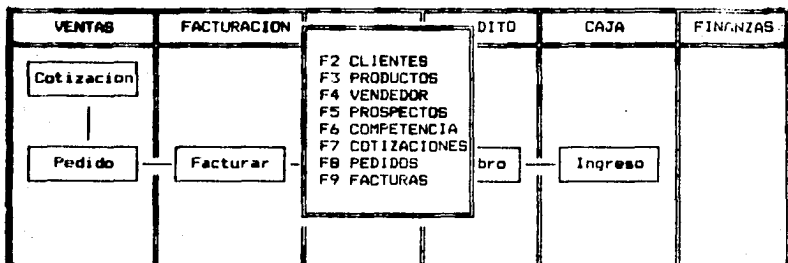 VENTAS FACTURACION DITO CAJA FINANZAS
F2 CLIENTES
Cotizacion F3 PRODUCTOS
F4 VENDEDOR
F5 PROSPECTOS
F6 COMPETENCIA
F7 COTIZACIONES
Pedido Facturar F8 PEDIDOS bro Ingreso
F9 FACTURAS